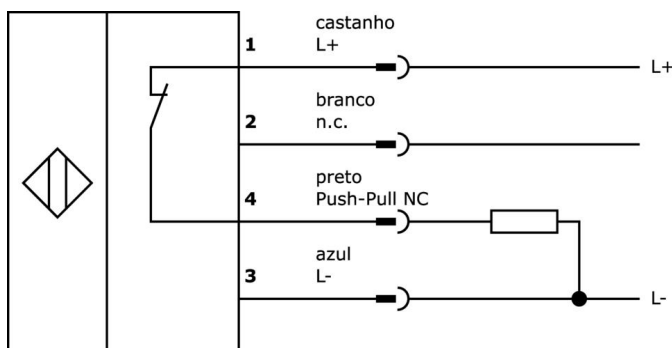 castanho
1 L+ L+
branco
2 n.c.
preto
4 Push-Pull NC
azul
3 L- L-